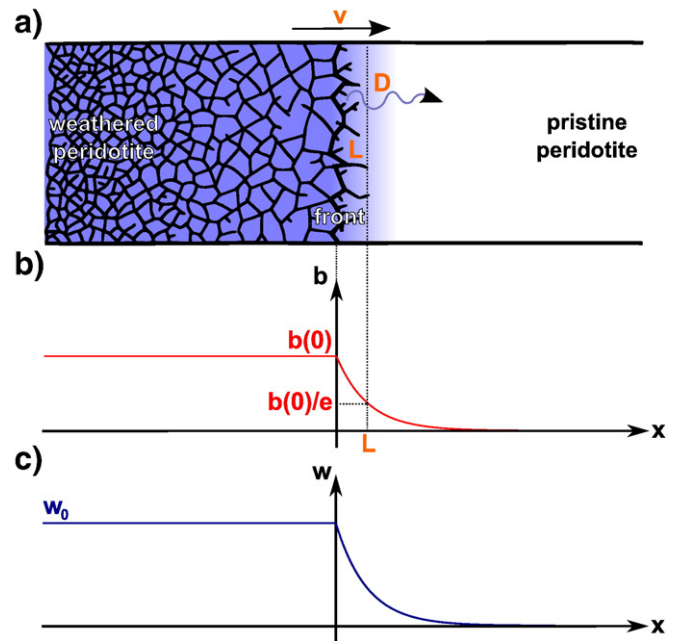 a)
v
D
weathered
peridotite
L
front
pristine
peridotite
b)
b
b(0)
b(0)/e
L
x
c)
w
w₀
x